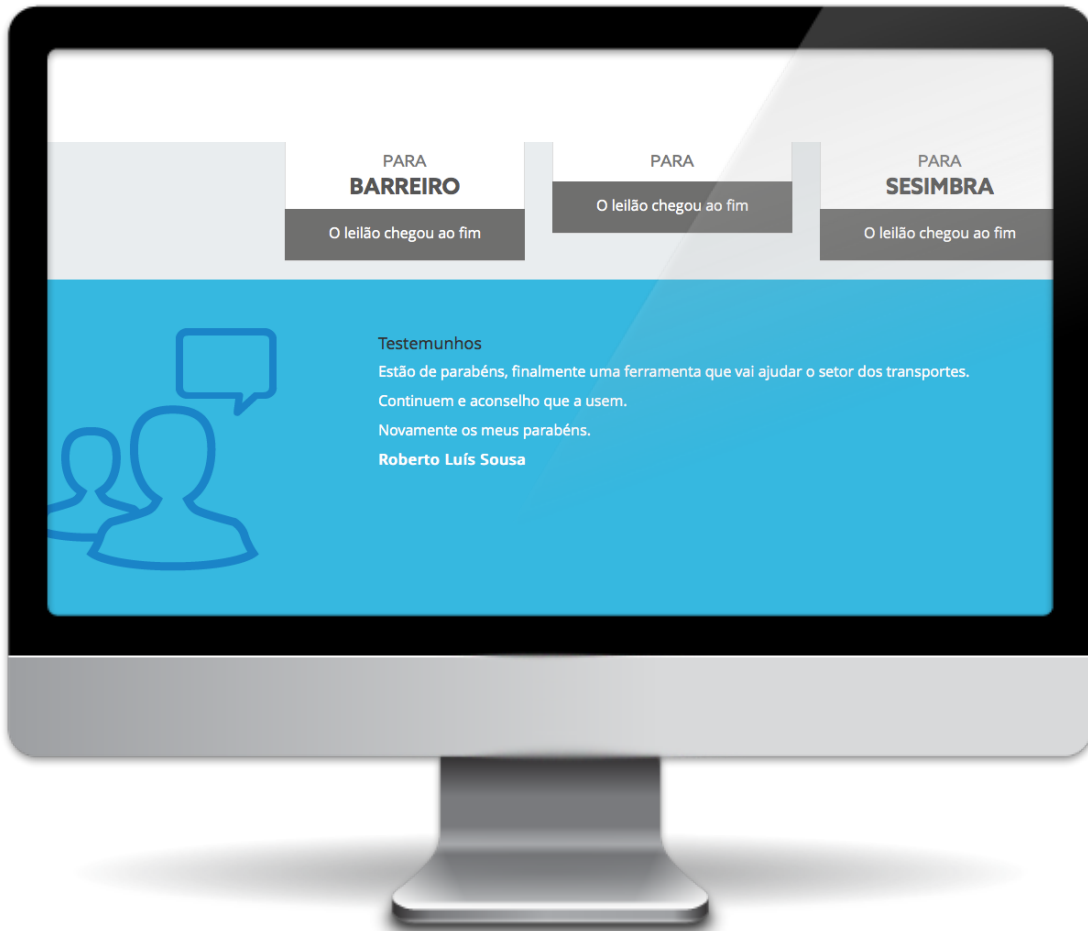 PARA
BARREIRO
O leilão chegou ao fim
PARA
O leilão chegou ao fim
PARA
SESIMBRA
O leilão chegou ao fim
Testemunhos
Estão de parabéns, finalmente uma ferramenta que vai ajudar o setor dos transportes.
Continuem e aconselho que a usem.
Novamente os meus parabéns.
Roberto Luís Sousa